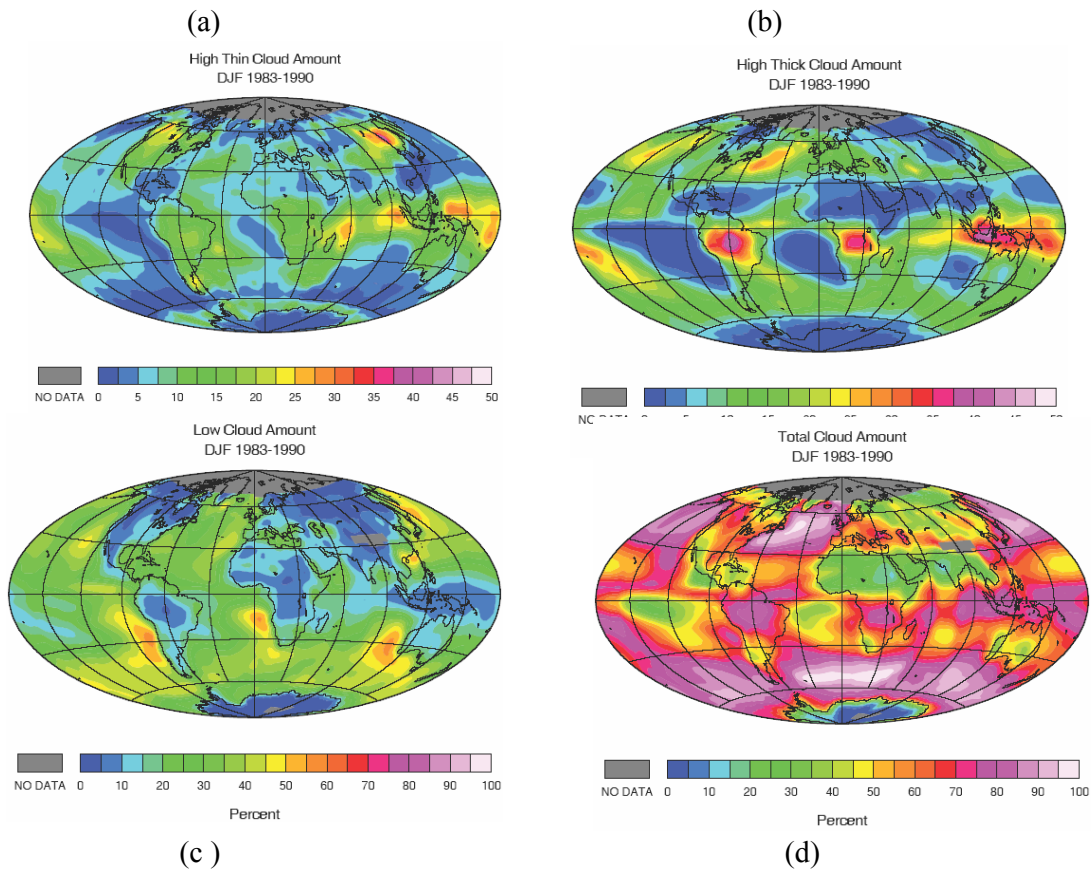 (a)
High Thin Cloud Amount
DJF 1983-1990
NO DATA 0 5 10 15 20 25 30 35 40 45 50
(b)
High Thick Cloud Amount
DJF 1983-1990
Low Cloud Amount
DJF 1983-1990
NO DATA 0 10 20 30 40 50 60 70 80 90 100
Percent
(c )
Total Cloud Amount
DJF 1983-1990
NO DATA 0 10 20 30 40 50 60 70 80 90 100
Percent
(d)